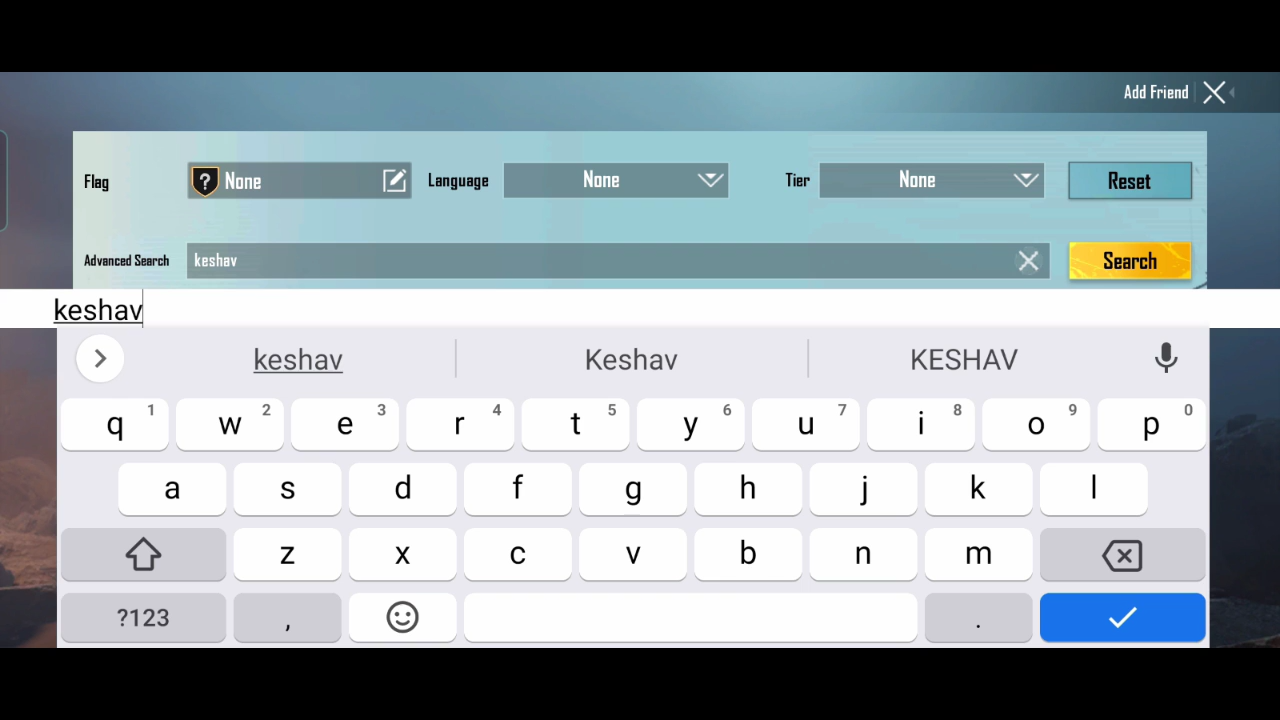 Add Friend
Flag ? None Language None Tier None Reset
Advanced Search keshav Search
keshav
keshav Keshav KESHAV
q 1 w 2 e 3 r 4 t 5 y 6 u 7 i 8 o 9 p 0
a s d f g h j k l
z x c v b n m
?123 , .